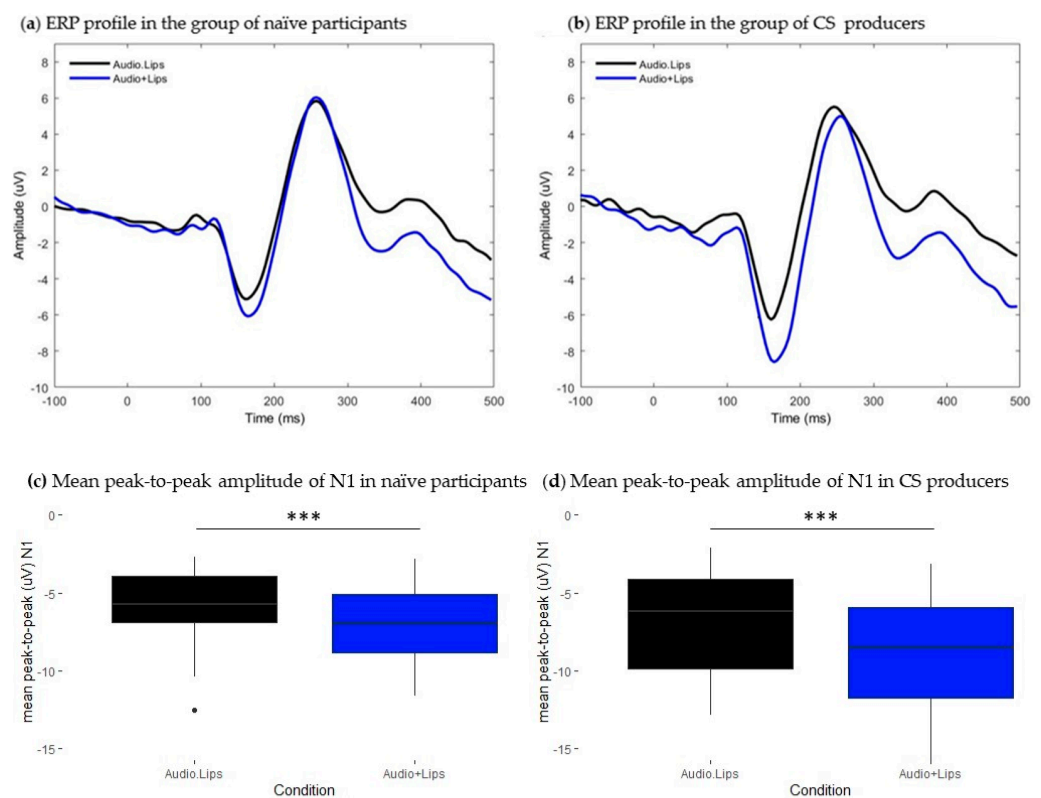 (a) ERP profile in the group of naïve participants
(b) ERP profile in the group of CS producers
8
6
4
2
0
-2
-4
-6
-8
-10
Amplitude (uV)
Audio.Lips
Audio+Lips
-100 0 100 200 300 400 500
Time (ms)
8
6
4
2
0
-2
-4
-6
-8
-10
Amplitude (uV)
Audio.Lips
Audio+Lips
-100 0 100 200 300 400 500
Time (ms)
(c) Mean peak-to-peak amplitude of N1 in naïve participants
(d) Mean peak-to-peak amplitude of N1 in CS producers
0
-5
-10
-15
mean peak-to-peak (uV) N1
***
Audio.Lips Audio+Lips
Condition
0
-5
-10
-15
mean peak-to-peak (uV) N1
***
Audio.Lips Audio+Lips
Condition